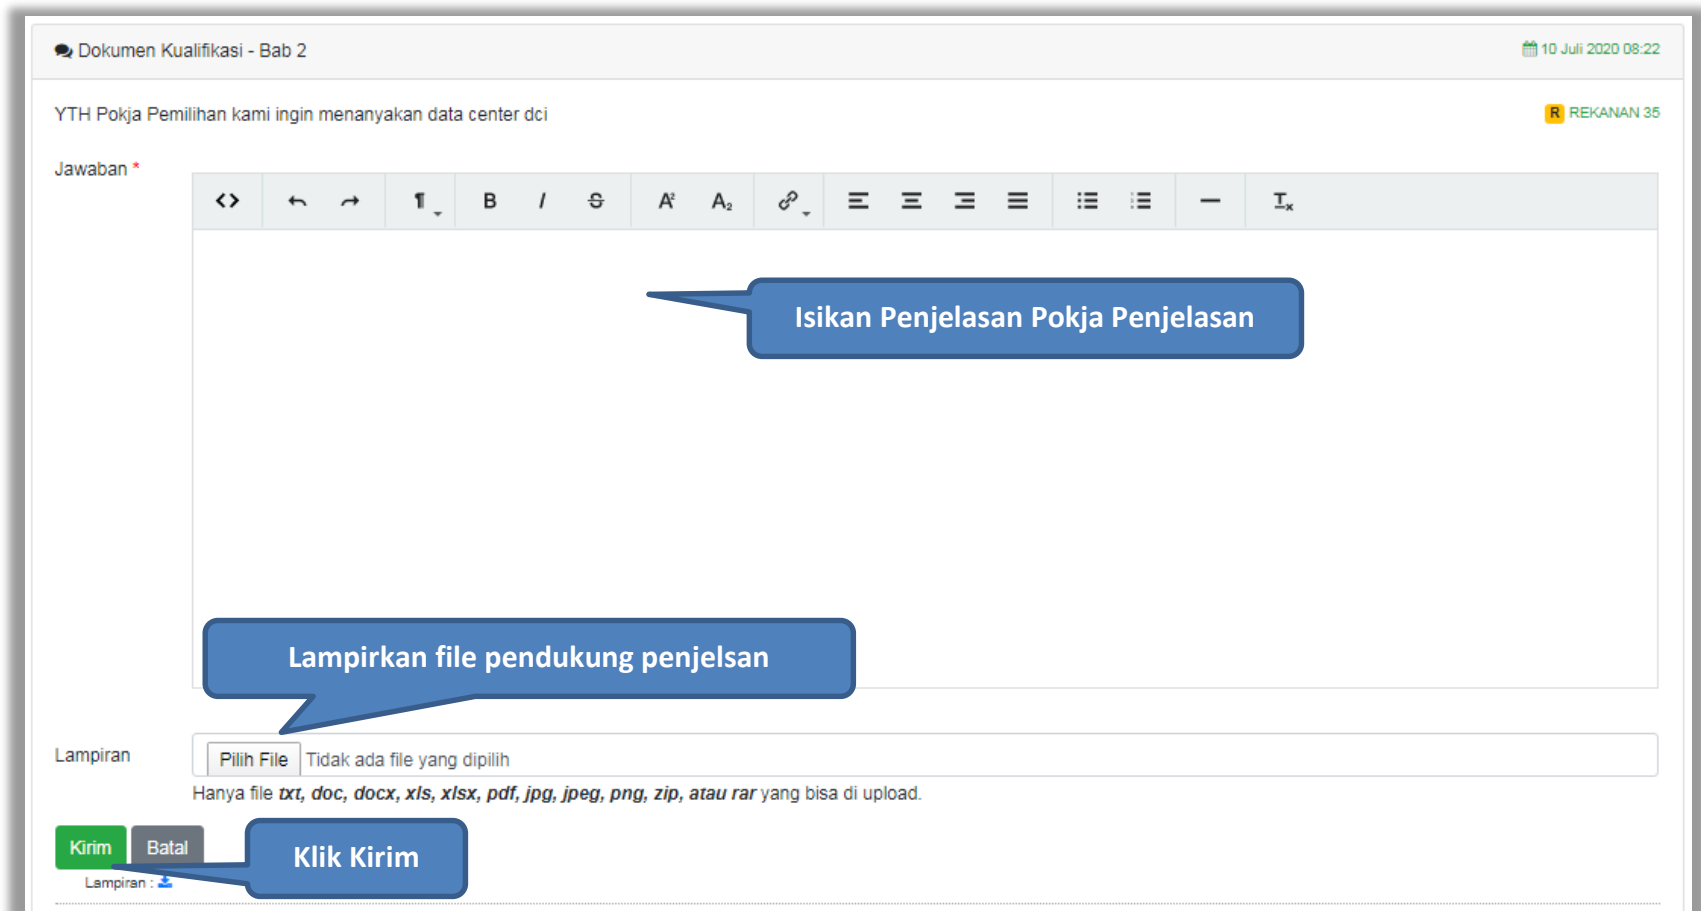 Dokumen Kualifikasi - Bab 2
10 Juli 2020 08:22
YTH Pokja Pemilihan kami ingin menanyakan data center dci
R REKANAN 35
Jawaban *
Isikan Penjelasan Pokja Penjelasan
Lampirkan file pendukung penjelsan
Lampiran
Pilih File Tidak ada file yang dipilih
Hanya file txt, doc, docx, xls, xlsx, pdf, jpg, jpeg, png, zip, atau rar yang bisa di upload.
Kirim Batal
Klik Kirim
Lampiran :